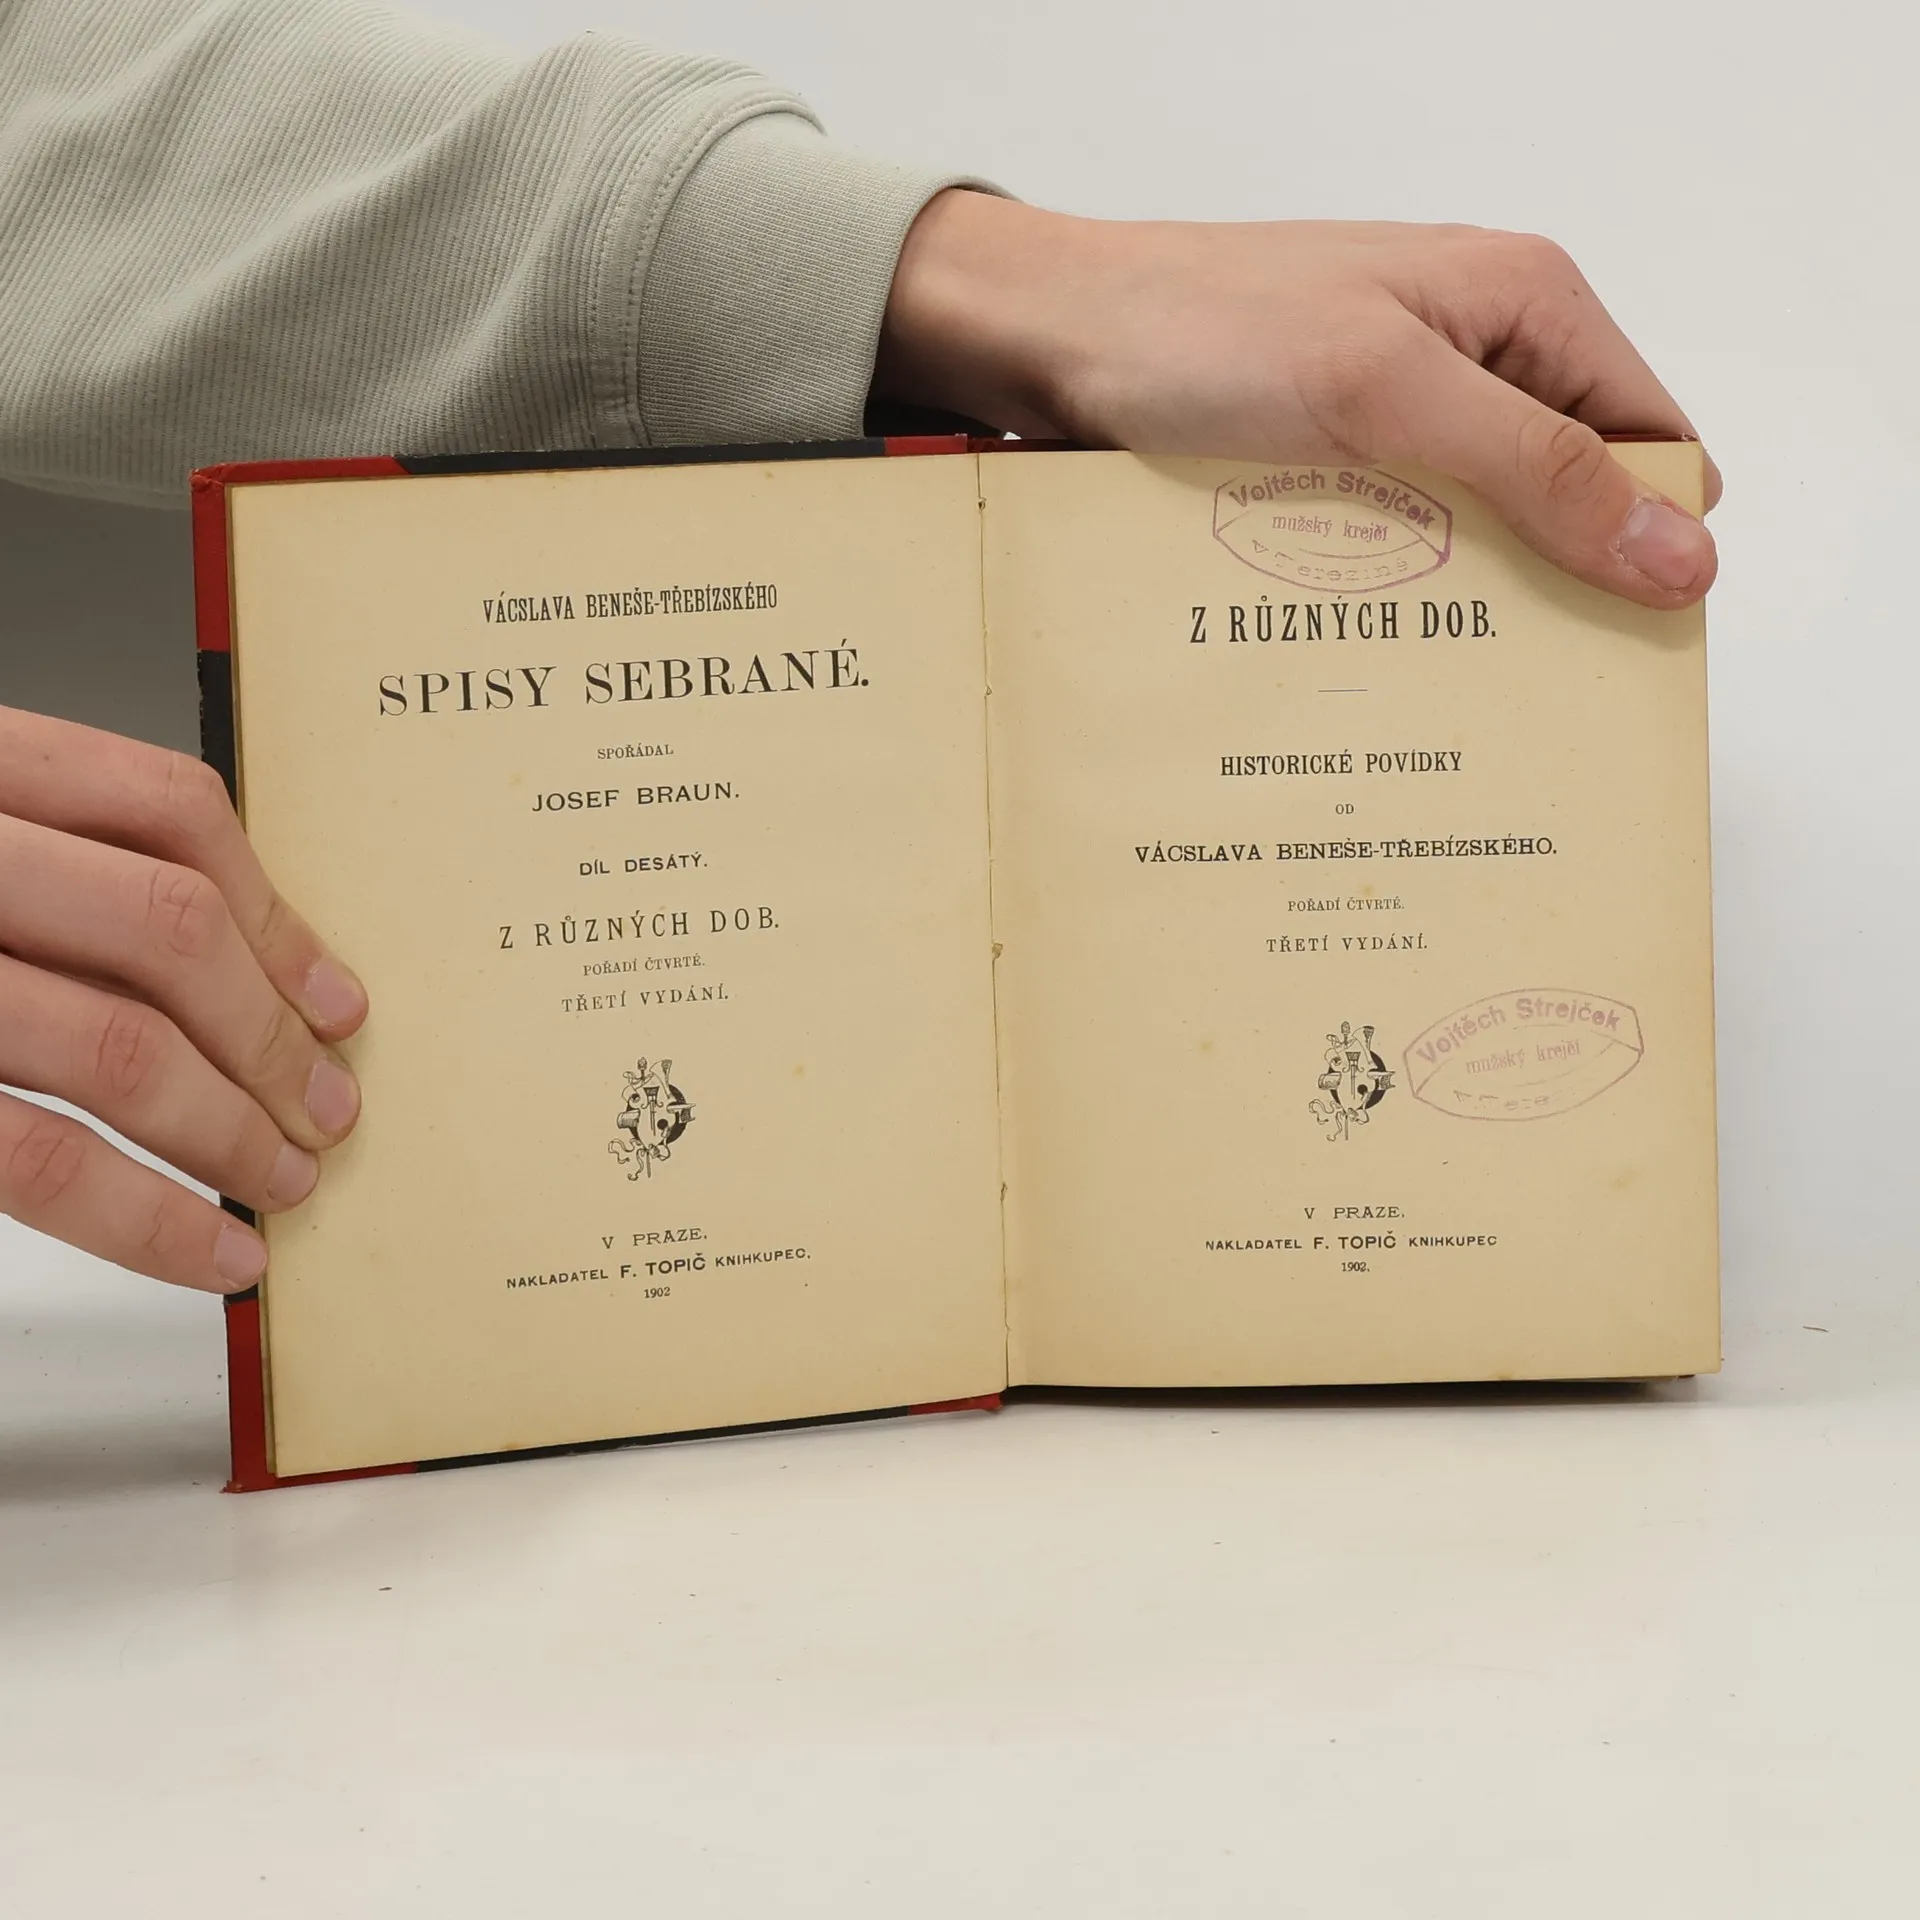 VÁCSLAVA BENEŠE-TŘEBÍZSKÉHO
SPISY SEBRANÉ.
SPOŘÁDAL
JOSEF BRAUN.
DÍL DESÁTÝ.
Z RŮZNÝCH DOB.
POŘADÍ ČTVRTÉ.
TŘETÍ VYDÁNÍ.
V PRAZE.
NAKLADATEL F. TOPIČ KNIHKUPEC.
1902
Vojtěch Strejček
mužský krejčí
v Terezíně
Z RŮZNÝCH DOB.
HISTORICKÉ POVÍDKY
OD
VÁCSLAVA BENEŠE-TŘEBÍZSKÉHO.
POŘADÍ ČTVRTÉ.
TŘETÍ VYDÁNÍ.
Vojtěch Strejček
mužský krejčí
V PRAZE.
NAKLADATEL F. TOPIČ KNIHKUPEC
1902.